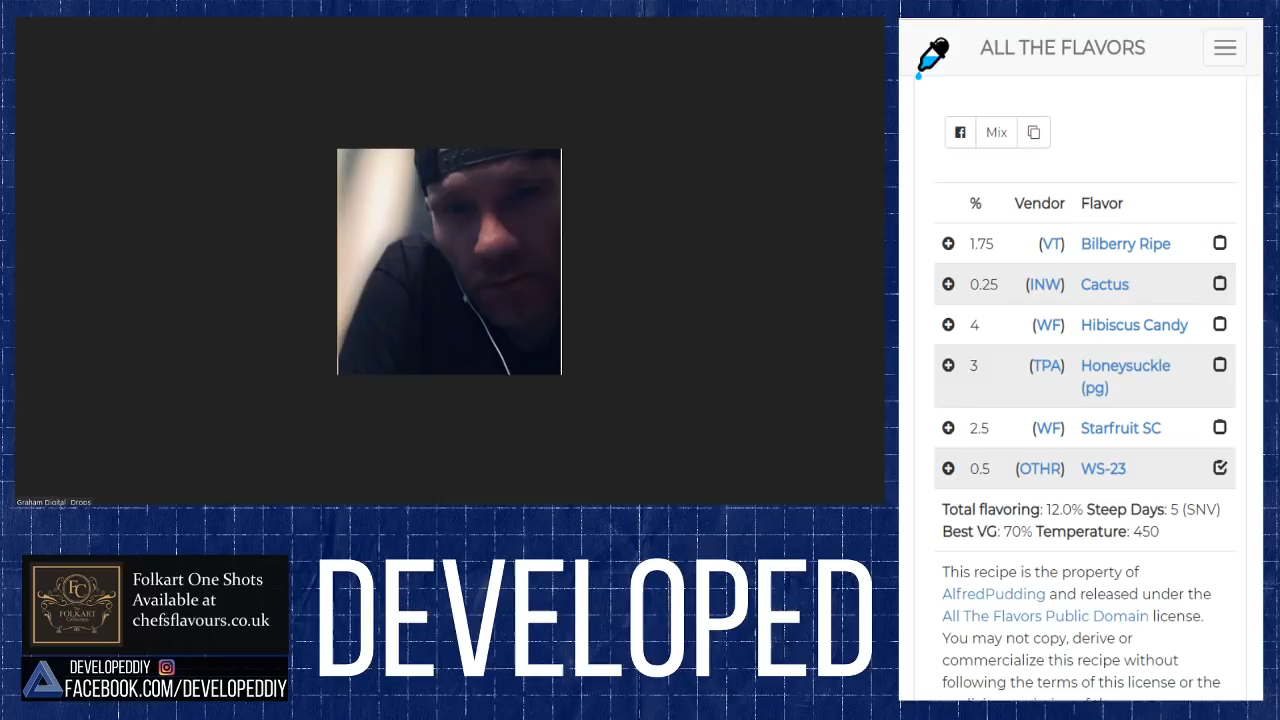 Graham Digital_Drops
FOLKART
Folkart One Shots
Available at
chefsflavours.co.uk
DEVELOPEDDIY
FACEBOOK.COM/DEVELOPEDDIY
DEVELOPED
ALL THE FLAVORS
Mix
% Vendor Flavor
1.75 (VT) Bilberry Ripe
0.25 (INW) Cactus
4 (WF) Hibiscus Candy
3 (TPA) Honeysuckle
(pg)
2.5 (WF) Starfruit SC
0.5 (OTHR) WS-23
Total flavoring: 12.0% Steep Days: 5 (SNV)
Best VG: 70% Temperature: 450
This recipe is the property of
AlfredPudding and released under the
All The Flavors Public Domain license.
You may not copy, derive or
commercialize this recipe without
following the terms of this license or the